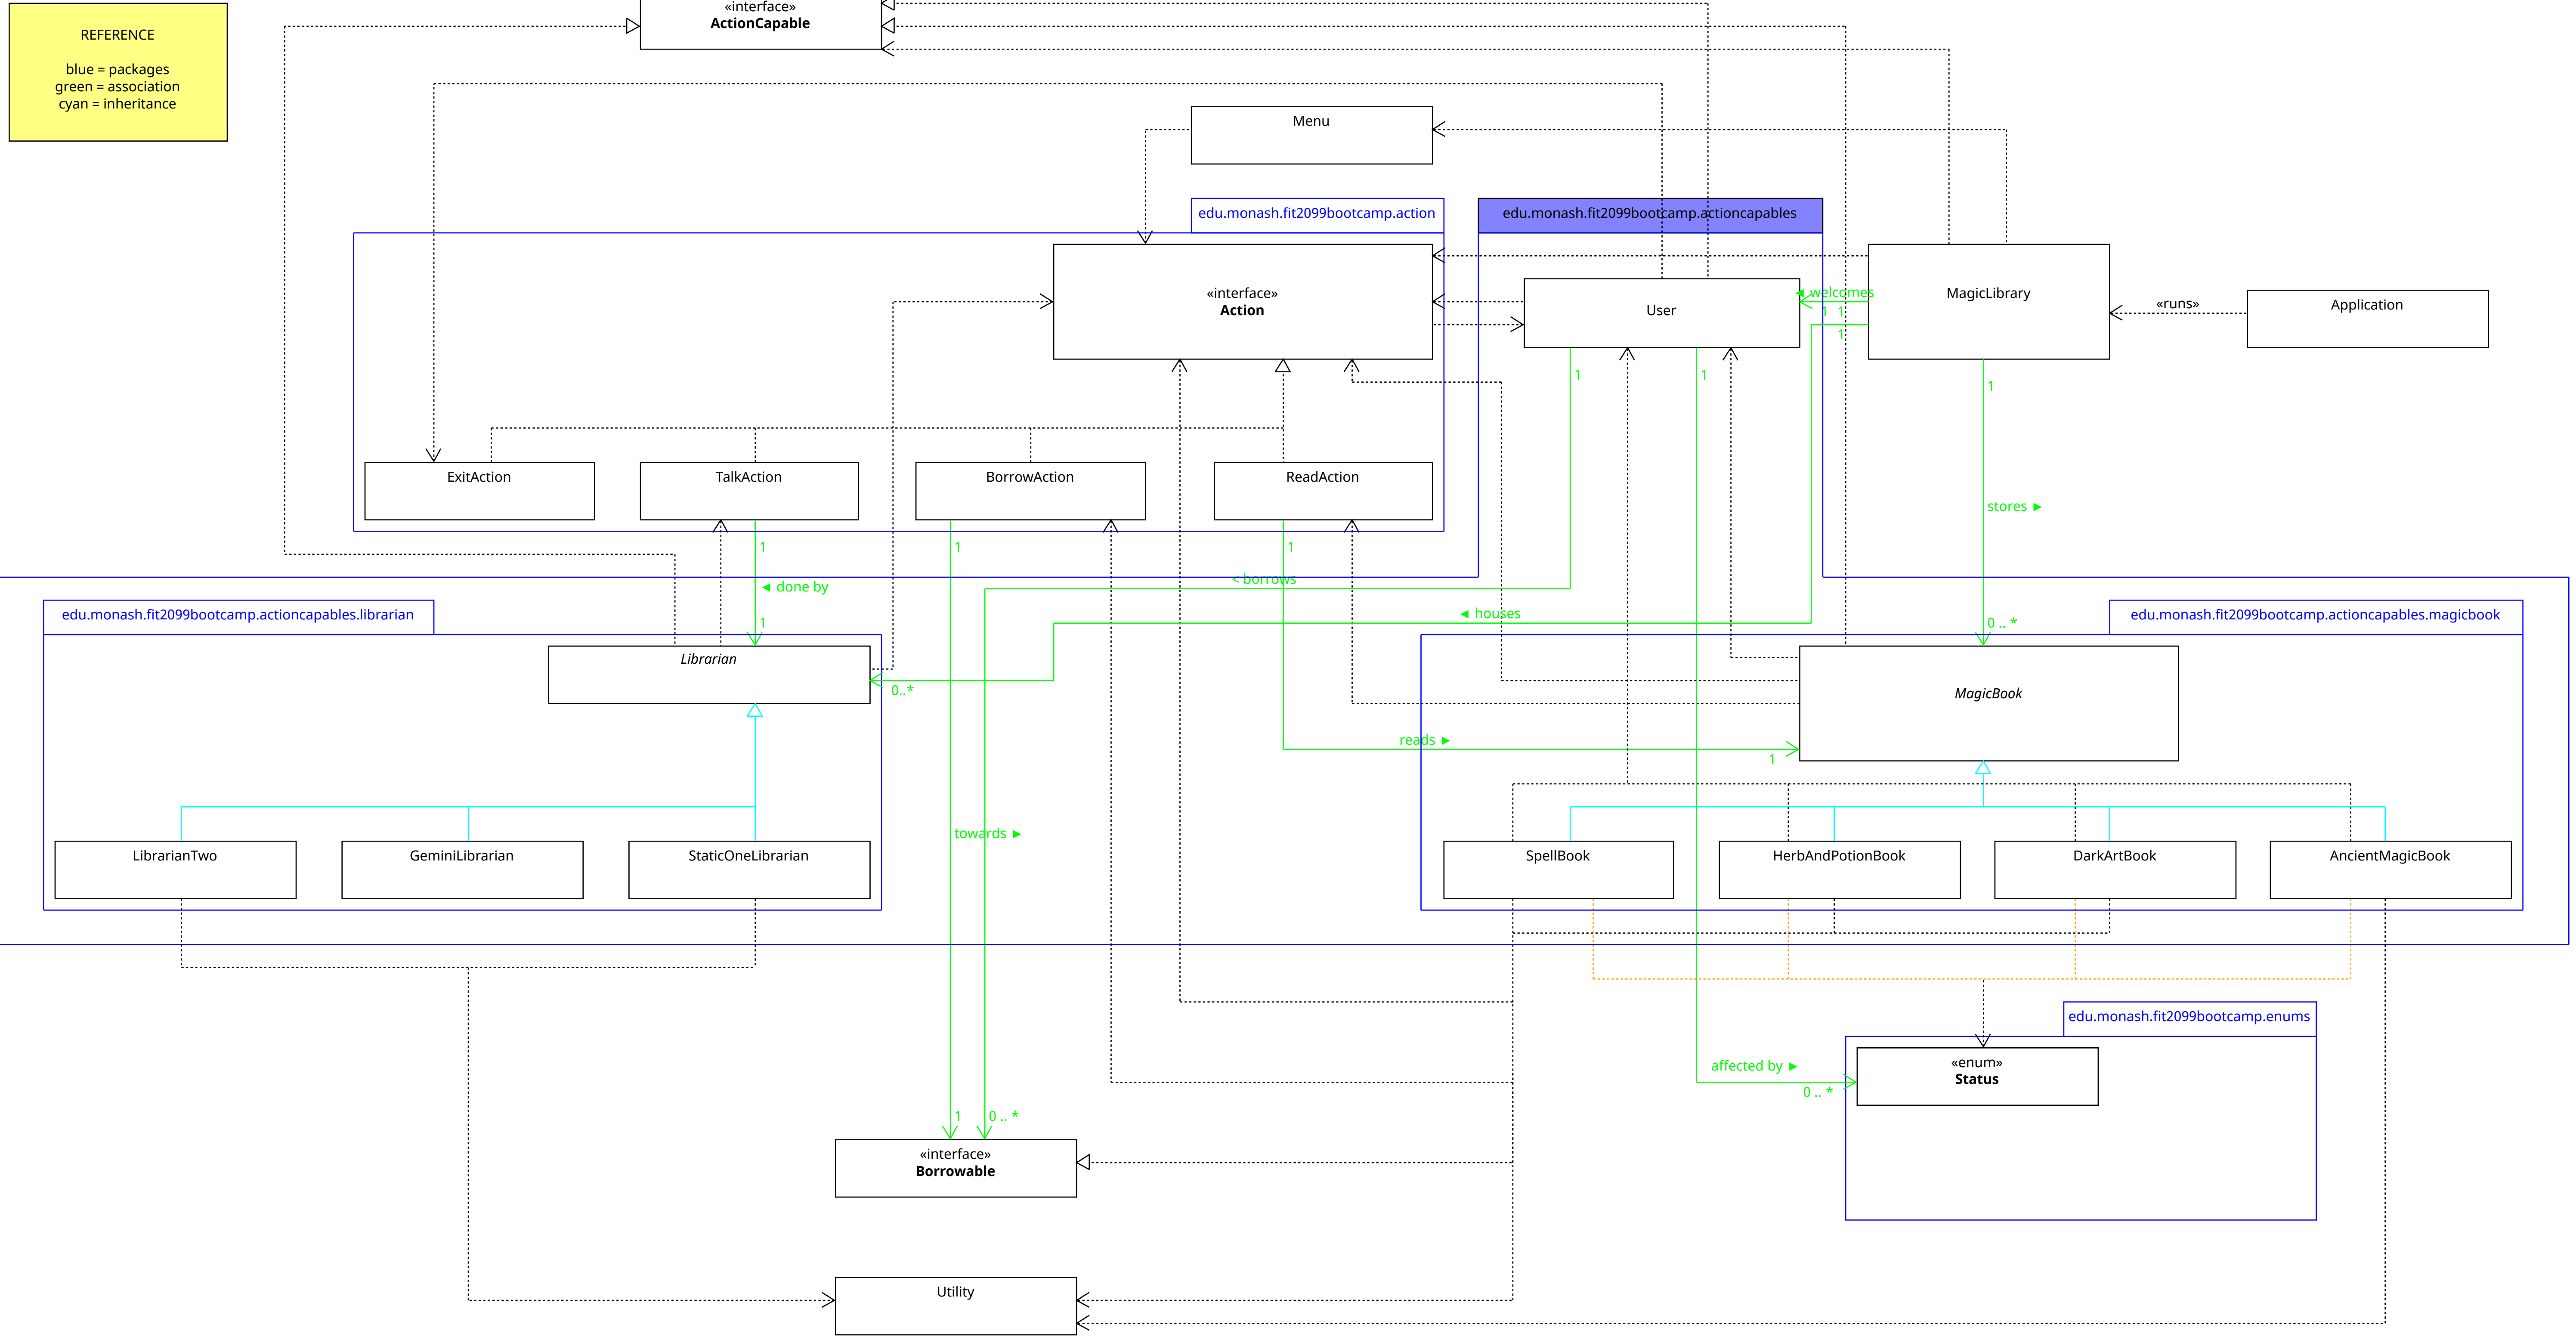 «interface»
ActionCapable
REFERENCE
blue = packages
green = association
cyan = inheritance
Menu
edu.monash.fit2099bootcamp.action
edu.monash.fit2099bootcamp.actioncapables
«interface»
Action
User
◄ welcomes
1 1
1
MagicLibrary
«runs»
Application
1
1
1
ExitAction
TalkAction
BorrowAction
ReadAction
stores ►
1
1
1
◄ done by
< borrows
◄ houses
1
0 .. *
edu.monash.fit2099bootcamp.actioncapables.librarian
edu.monash.fit2099bootcamp.actioncapables.magicbook
Librarian
0..*
MagicBook
reads ►
1
towards ►
LibrarianTwo
GeminiLibrarian
StaticOneLibrarian
SpellBook
HerbAndPotionBook
DarkArtBook
AncientMagicBook
edu.monash.fit2099bootcamp.enums
affected by ►
0 .. *
«enum»
Status
1
0 .. *
«interface»
Borrowable
Utility